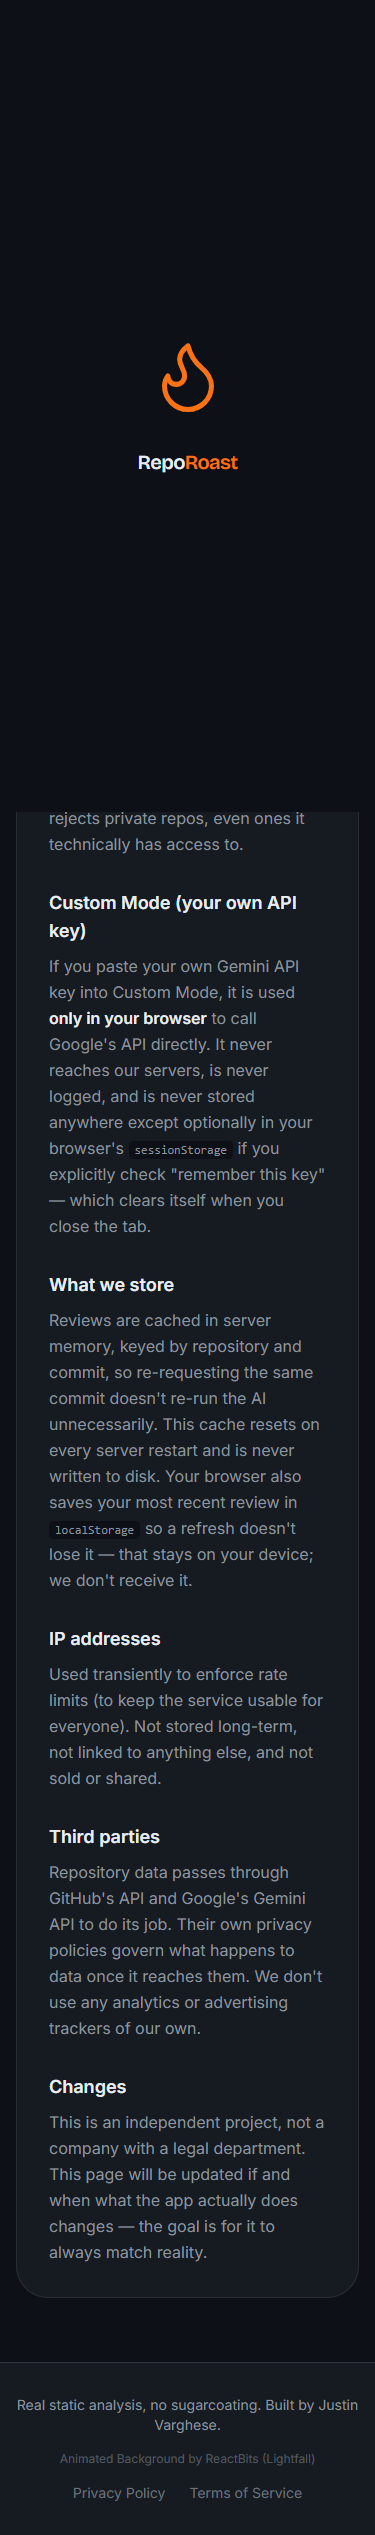 RepoRoast
rejects private repos, even ones it
technically has access to.
Custom Mode (your own API
key)
If you paste your own Gemini API
key into Custom Mode, it is used
only in your browser to call
Google's API directly. It never
reaches our servers, is never
logged, and is never stored
anywhere except optionally in your
browser's sessionStorage if you
explicitly check "remember this key"
— which clears itself when you
close the tab.
What we store
Reviews are cached in server
memory, keyed by repository and
commit, so re-requesting the same
commit doesn't re-run the AI
unnecessarily. This cache resets on
every server restart and is never
written to disk. Your browser also
saves your most recent review in
localStorage so a refresh doesn't
lose it — that stays on your device;
we don't receive it.
IP addresses
Used transiently to enforce rate
limits (to keep the service usable for
everyone). Not stored long-term,
not linked to anything else, and not
sold or shared.
Third parties
Repository data passes through
GitHub's API and Google's Gemini
API to do its job. Their own privacy
policies govern what happens to
data once it reaches them. We don't
use any analytics or advertising
trackers of our own.
Changes
This is an independent project, not a
company with a legal department.
This page will be updated if and
when what the app actually does
changes — the goal is for it to
always match reality.
Real static analysis, no sugarcoating. Built by Justin
Varghese.
Animated Background by ReactBits (Lightfall)
Privacy Policy Terms of Service